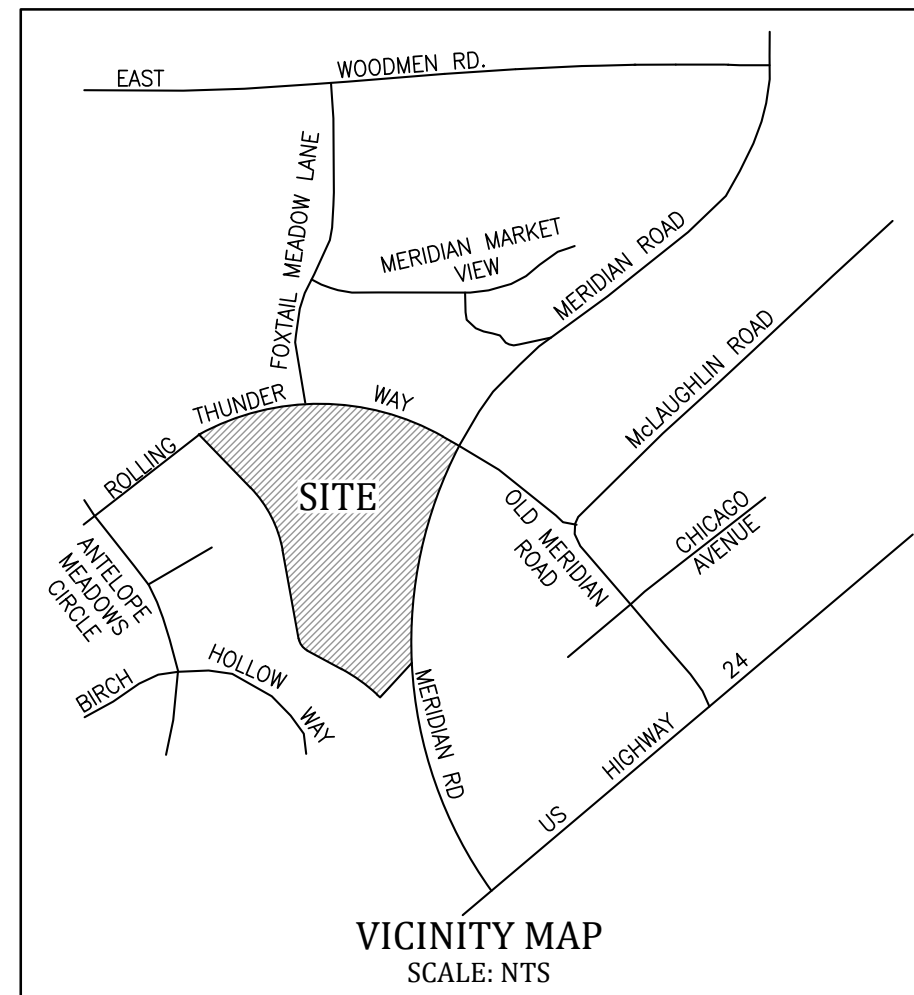 EAST
WOODMEN RD.
FOXTAIL MEADOW LANE
MERIDIAN MARKET
VIEW
MERIDIAN ROAD
McLAUGHLIN ROAD
ROLLING
THUNDER
WAY
SITE
OLD MERIDIAN
ROAD
CHICAGO
AVENUE
ANTELOPE
MEADOWS
CIRCLE
BIRCH
HOLLOW
WAY
MERIDIAN RD
US
HIGHWAY
24
VICINITY MAP
SCALE: NTS